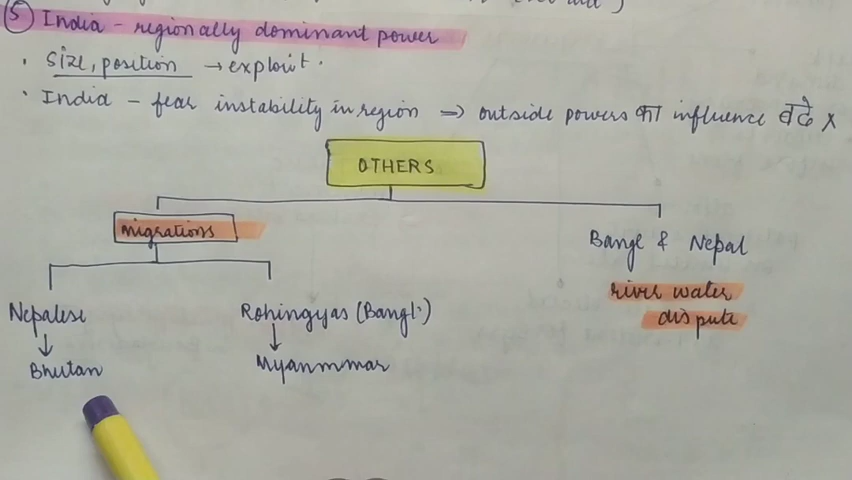 5 India - regionally dominant power
• Size, position → exploit.
• India - fear instability in region ⇒ outside powers का influence बढ़े X
OTHERS
migrations
Bangl & Nepal
river water
dispute
Nepalese
↓
Bhutan
Rohingyas (Bangl.)
↓
Myanmmar